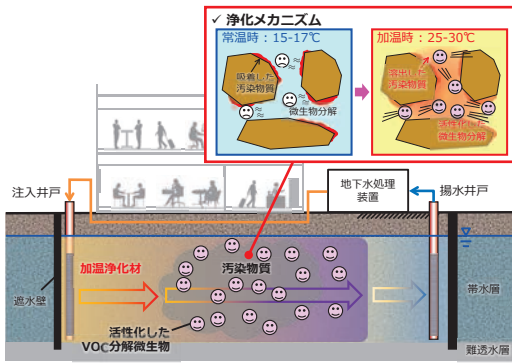 ✓ 浄化メカニズム
常温時：15-17℃
加温時：25-30℃
吸着した
汚染物質
微生物分解
溶出した
汚染物質
活性化した
微生物分解
注入井戸
地下水処理
装置
揚水井戸
加温浄化材
汚染物質
遮水壁
帯水層
活性化した
VOC分解微生物
難透水層